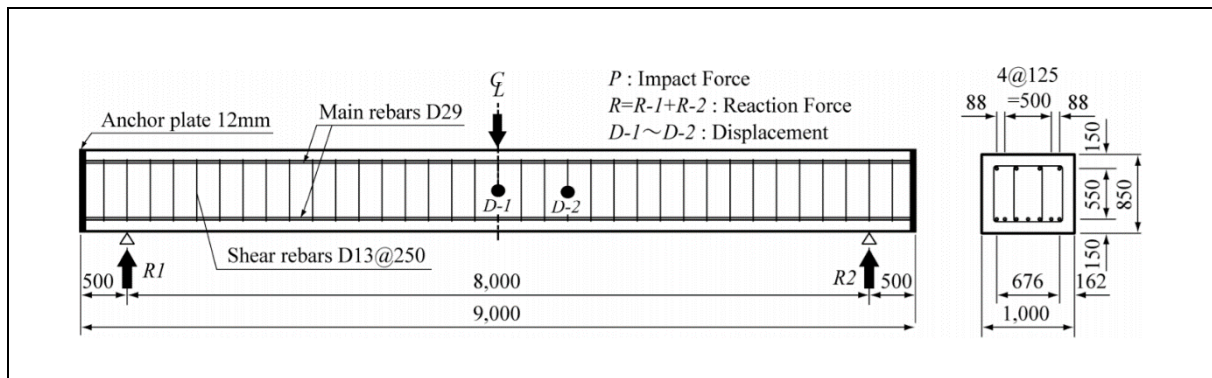 ℄
P : Impact Force
R=R-1+R-2 : Reaction Force
D-1～D-2 : Displacement
Anchor plate 12mm
Main rebars D29
D-1
D-2
Shear rebars D13@250
R1
R2
500
8,000
500
9,000
4@125
88
=500
88
150
550
850
150
676
162
1,000